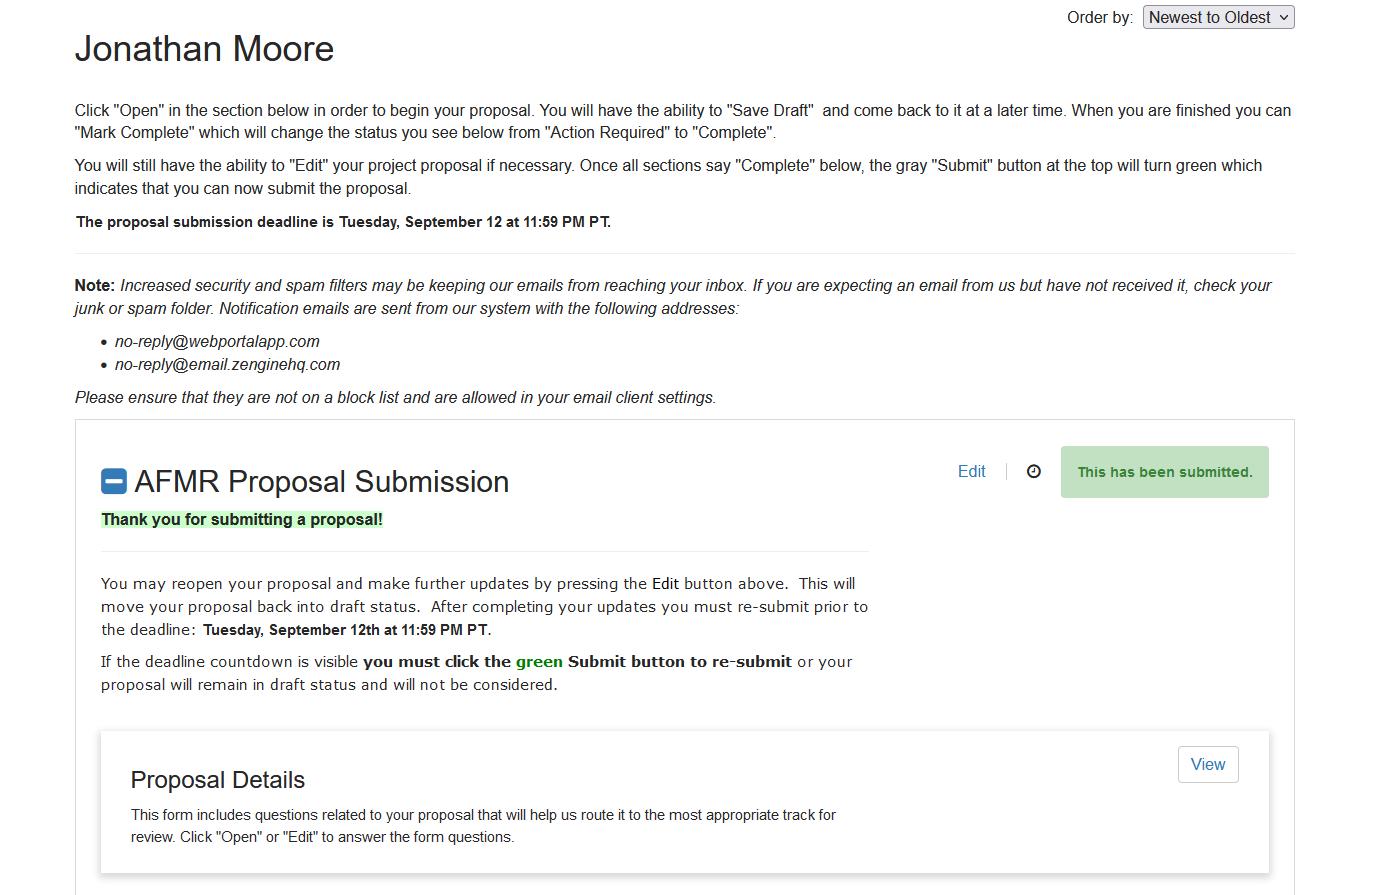 Order by: Newest to Oldest
Jonathan Moore
Click "Open" in the section below in order to begin your proposal. You will have the ability to "Save Draft"  and come back to it at a later time. When you are finished you can
"Mark Complete" which will change the status you see below from "Action Required" to "Complete".
You will still have the ability to "Edit" your project proposal if necessary. Once all sections say "Complete" below, the gray "Submit" button at the top will turn green which
indicates that you can now submit the proposal.
The proposal submission deadline is Tuesday, September 12 at 11:59 PM PT.
Note: Increased security and spam filters may be keeping our emails from reaching your inbox. If you are expecting an email from us but have not received it, check your
junk or spam folder. Notification emails are sent from our system with the following addresses:
• no-reply@webportalapp.com
• no-reply@email.zenginehq.com
Please ensure that they are not on a block list and are allowed in your email client settings.
AFMR Proposal Submission
Edit
This has been submitted.
Thank you for submitting a proposal!
You may reopen your proposal and make further updates by pressing the Edit button above.  This will
move your proposal back into draft status.  After completing your updates you must re-submit prior to
the deadline: Tuesday, September 12th at 11:59 PM PT.
If the deadline countdown is visible you must click the green Submit button to re-submit or your
proposal will remain in draft status and will not be considered.
Proposal Details
View
This form includes questions related to your proposal that will help us route it to the most appropriate track for
review. Click "Open" or "Edit" to answer the form questions.